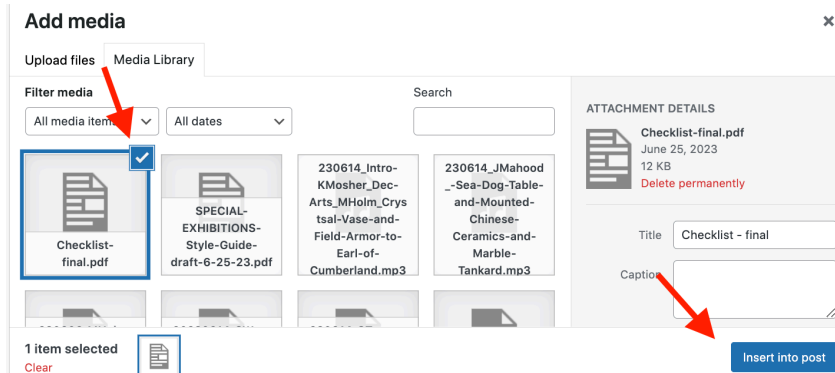 Add media
×
Upload files
Media Library
Filter media
Search
All media item
All dates
Checklist-
final.pdf
SPECIAL-
EXHIBITIONS-
Style-Guide-
draft-6-25-23.pdf
230614_Intro-
KMosher_Dec-
Arts_MHolm_Crys
tsal-Vase-and-
Field-Armor-to-
Earl-of-
Cumberland.mp3
230614_JMahood
_-Sea-Dog-Table-
and-Mounted-
Chinese-
Ceramics-and-
Marble-
Tankard.mp3
ATTACHMENT DETAILS
Checklist-final.pdf
June 25, 2023
12 KB
Delete permanently
Title
Checklist - final
Caption
1 item selected
Clear
Insert into post